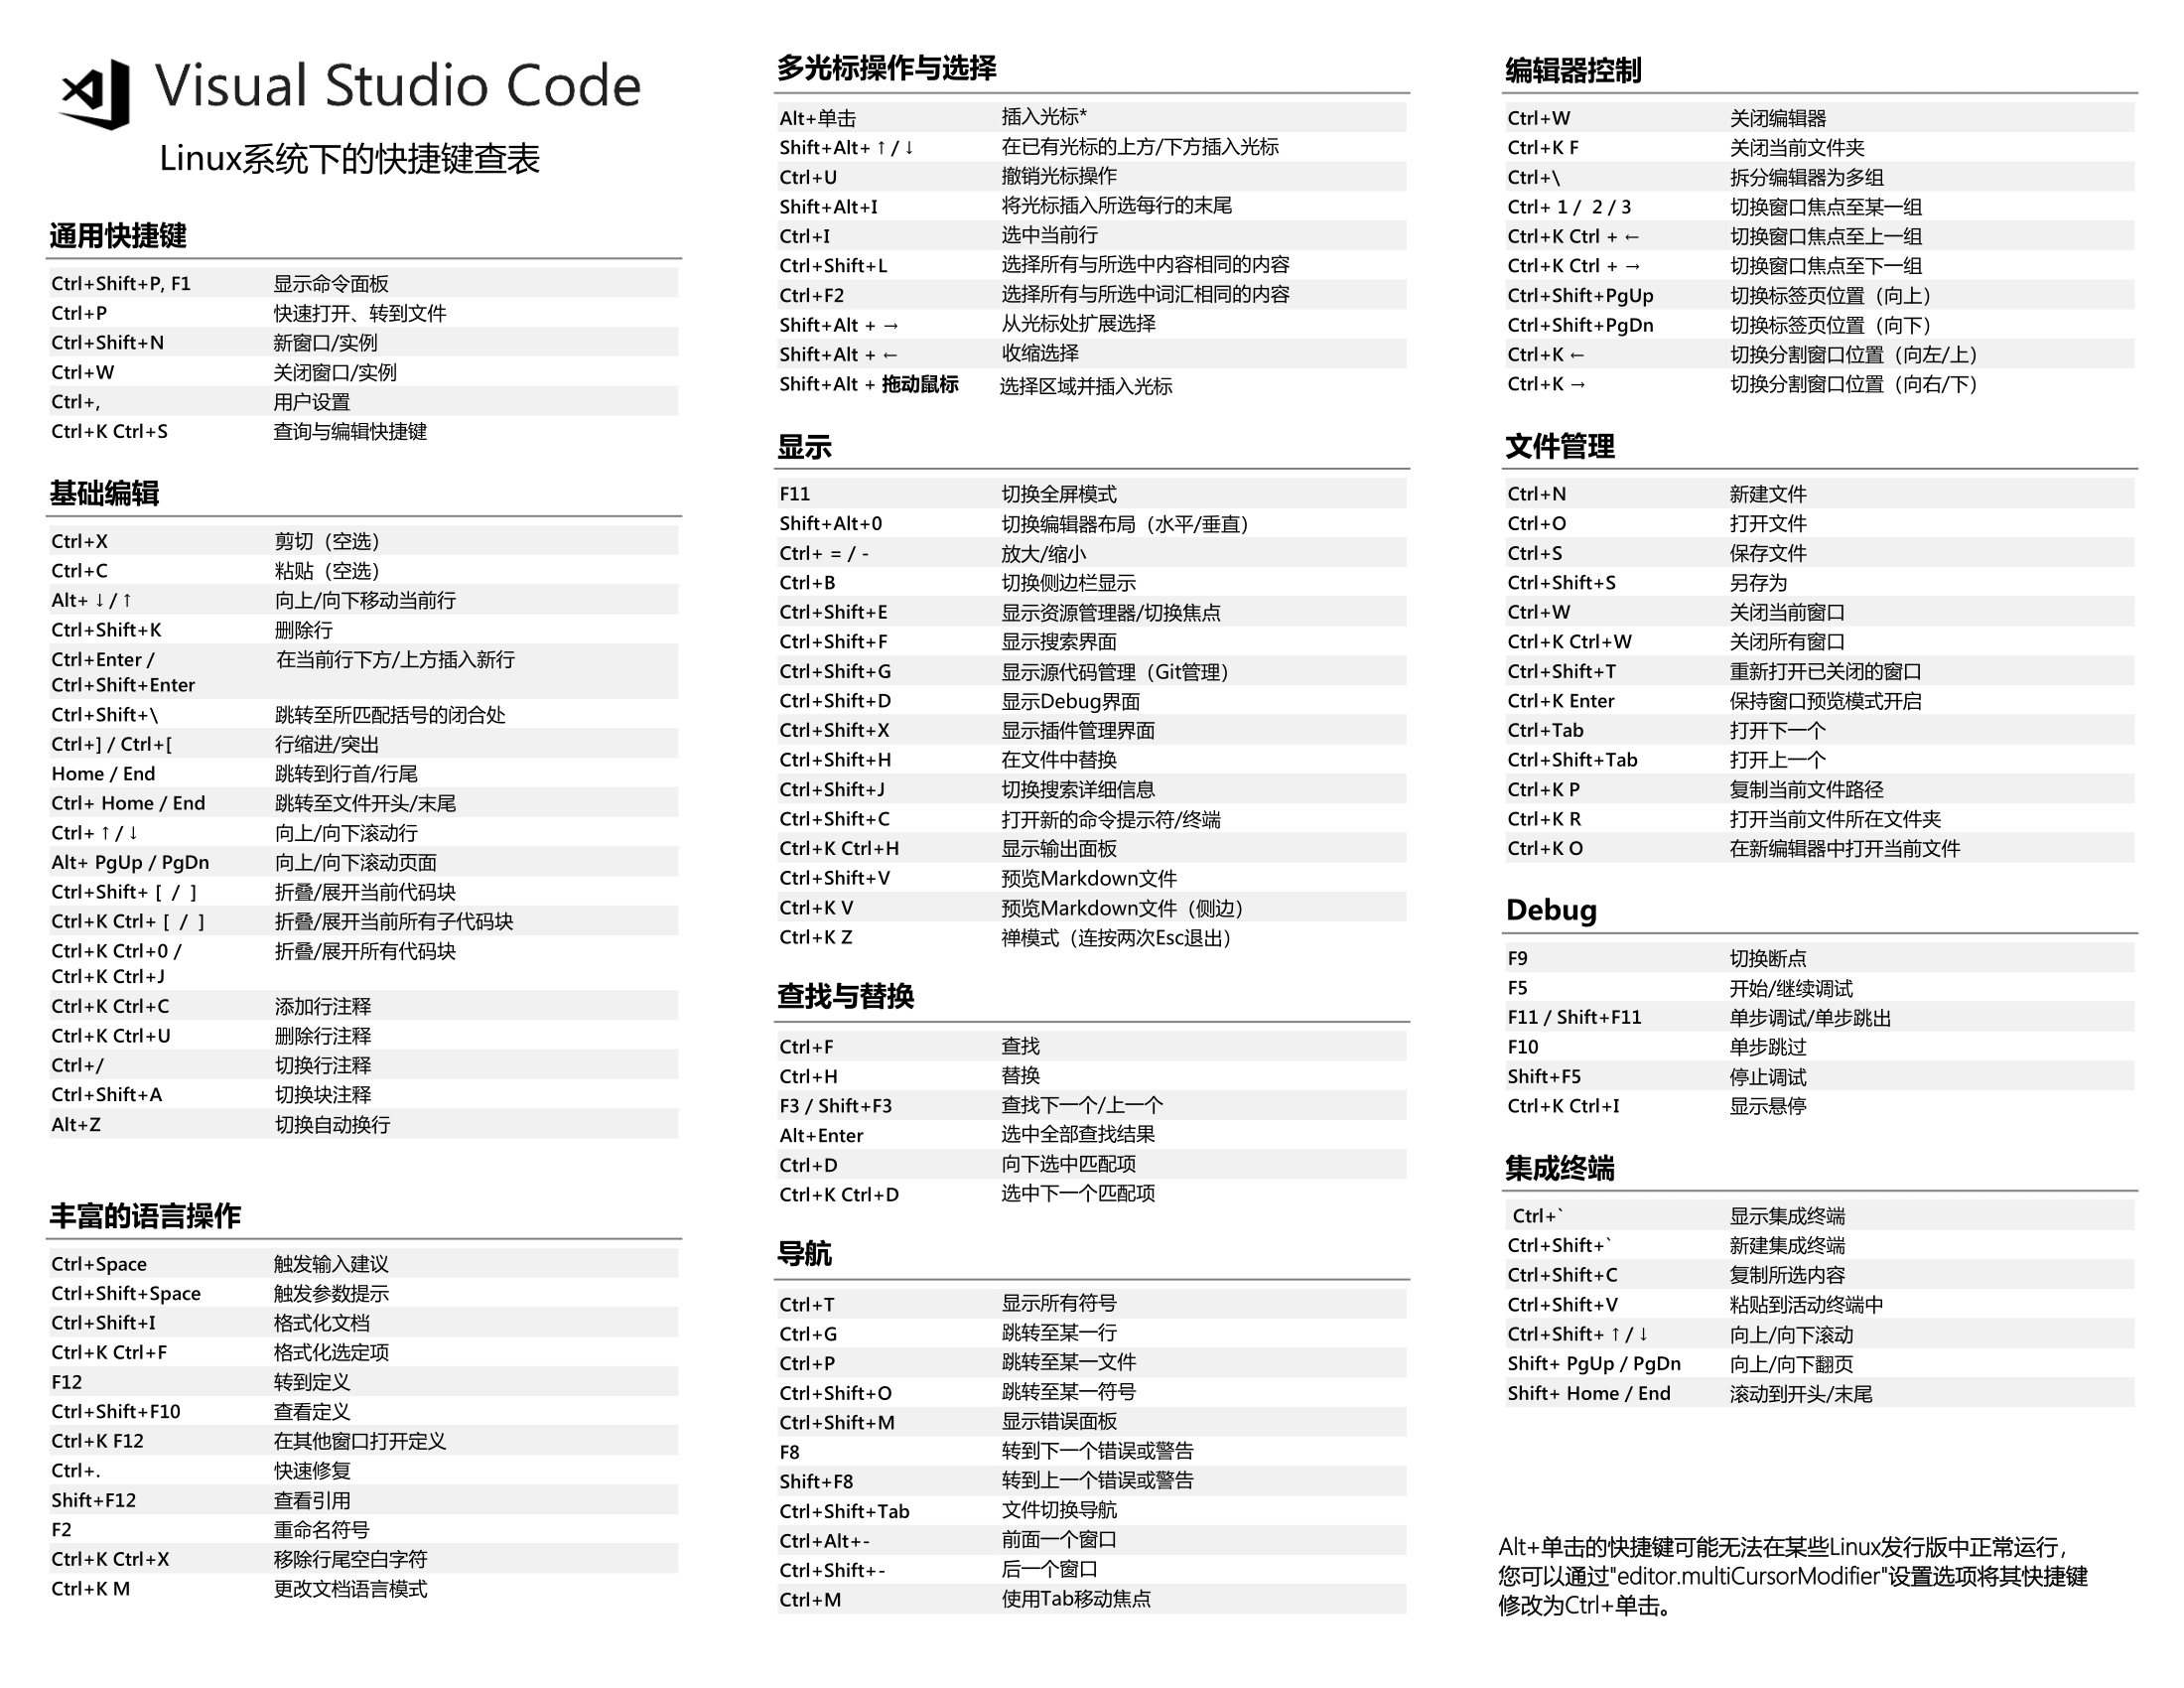 Visual Studio Code
Linux系统下的快捷键查表
通用快捷键
Ctrl+Shift+P, F1 显示命令面板
Ctrl+P 快速打开、转到文件
Ctrl+Shift+N 新窗口/实例
Ctrl+W 关闭窗口/实例
Ctrl+, 用户设置
Ctrl+K Ctrl+S 查询与编辑快捷键
基础编辑
Ctrl+X 剪切（空选）
Ctrl+C 粘贴（空选）
Alt+ ↓ / ↑ 向上/向下移动当前行
Ctrl+Shift+K 删除行
Ctrl+Enter / 在当前行下方/上方插入新行
Ctrl+Shift+Enter
Ctrl+Shift+\ 跳转至所匹配括号的闭合处
Ctrl+] / Ctrl+[ 行缩进/突出
Home / End 跳转到行首/行尾
Ctrl+ Home / End 跳转至文件开头/末尾
Ctrl+ ↑ / ↓ 向上/向下滚动行
Alt+ PgUp / PgDn 向上/向下滚动页面
Ctrl+Shift+ [ / ] 折叠/展开当前代码块
Ctrl+K Ctrl+ [ / ] 折叠/展开当前所有子代码块
Ctrl+K Ctrl+0 / 折叠/展开所有代码块
Ctrl+K Ctrl+J
Ctrl+K Ctrl+C 添加行注释
Ctrl+K Ctrl+U 删除行注释
Ctrl+/ 切换行注释
Ctrl+Shift+A 切换块注释
Alt+Z 切换自动换行
丰富的语言操作
Ctrl+Space 触发输入建议
Ctrl+Shift+Space 触发参数提示
Ctrl+Shift+I 格式化文档
Ctrl+K Ctrl+F 格式化选定项
F12 转到定义
Ctrl+Shift+F10 查看定义
Ctrl+K F12 在其他窗口打开定义
Ctrl+. 快速修复
Shift+F12 查看引用
F2 重命名符号
Ctrl+K Ctrl+X 移除行尾空白字符
Ctrl+K M 更改文档语言模式
多光标操作与选择
Alt+单击 插入光标*
Shift+Alt+ ↑ / ↓ 在已有光标的上方/下方插入光标
Ctrl+U 撤销光标操作
Shift+Alt+I 将光标插入所选每行的末尾
Ctrl+I 选中当前行
Ctrl+Shift+L 选择所有与所选中内容相同的内容
Ctrl+F2 选择所有与所选中词汇相同的内容
Shift+Alt + → 从光标处扩展选择
Shift+Alt + ← 收缩选择
Shift+Alt + 拖动鼠标 选择区域并插入光标
显示
F11 切换全屏模式
Shift+Alt+0 切换编辑器布局（水平/垂直）
Ctrl+ = / - 放大/缩小
Ctrl+B 切换侧边栏显示
Ctrl+Shift+E 显示资源管理器/切换焦点
Ctrl+Shift+F 显示搜索界面
Ctrl+Shift+G 显示源代码管理（Git管理）
Ctrl+Shift+D 显示Debug界面
Ctrl+Shift+X 显示插件管理界面
Ctrl+Shift+H 在文件中替换
Ctrl+Shift+J 切换搜索详细信息
Ctrl+Shift+C 打开新的命令提示符/终端
Ctrl+K Ctrl+H 显示输出面板
Ctrl+Shift+V 预览Markdown文件
Ctrl+K V 预览Markdown文件（侧边）
Ctrl+K Z 禅模式（连按两次Esc退出）
查找与替换
Ctrl+F 查找
Ctrl+H 替换
F3 / Shift+F3 查找下一个/上一个
Alt+Enter 选中全部查找结果
Ctrl+D 向下选中匹配项
Ctrl+K Ctrl+D 选中下一个匹配项
导航
Ctrl+T 显示所有符号
Ctrl+G 跳转至某一行
Ctrl+P 跳转至某一文件
Ctrl+Shift+O 跳转至某一符号
Ctrl+Shift+M 显示错误面板
F8 转到下一个错误或警告
Shift+F8 转到上一个错误或警告
Ctrl+Shift+Tab 文件切换导航
Ctrl+Alt+- 前面一个窗口
Ctrl+Shift+- 后一个窗口
Ctrl+M 使用Tab移动焦点
编辑器控制
Ctrl+W 关闭编辑器
Ctrl+K F 关闭当前文件夹
Ctrl+\ 拆分编辑器为多组
Ctrl+ 1 / 2 / 3 切换窗口焦点至某一组
Ctrl+K Ctrl + ← 切换窗口焦点至上一组
Ctrl+K Ctrl + → 切换窗口焦点至下一组
Ctrl+Shift+PgUp 切换标签页位置（向上）
Ctrl+Shift+PgDn 切换标签页位置（向下）
Ctrl+K ← 切换分割窗口位置（向左/上）
Ctrl+K → 切换分割窗口位置（向右/下）
文件管理
Ctrl+N 新建文件
Ctrl+O 打开文件
Ctrl+S 保存文件
Ctrl+Shift+S 另存为
Ctrl+W 关闭当前窗口
Ctrl+K Ctrl+W 关闭所有窗口
Ctrl+Shift+T 重新打开已关闭的窗口
Ctrl+K Enter 保持窗口预览模式开启
Ctrl+Tab 打开下一个
Ctrl+Shift+Tab 打开上一个
Ctrl+K P 复制当前文件路径
Ctrl+K R 打开当前文件所在文件夹
Ctrl+K O 在新编辑器中打开当前文件
Debug
F9 切换断点
F5 开始/继续调试
F11 / Shift+F11 单步调试/单步跳出
F10 单步跳过
Shift+F5 停止调试
Ctrl+K Ctrl+I 显示悬停
集成终端
Ctrl+` 显示集成终端
Ctrl+Shift+` 新建集成终端
Ctrl+Shift+C 复制所选内容
Ctrl+Shift+V 粘贴到活动终端中
Ctrl+Shift+ ↑ / ↓ 向上/向下滚动
Shift+ PgUp / PgDn 向上/向下翻页
Shift+ Home / End 滚动到开头/末尾
Alt+单击的快捷键可能无法在某些Linux发行版中正常运行，
您可以通过"editor.multiCursorModifier"设置选项将其快捷键
修改为Ctrl+单击。